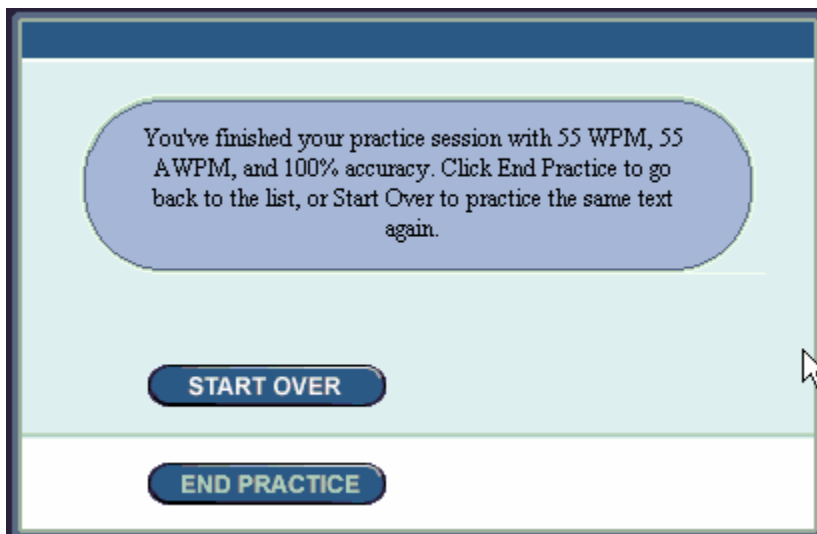 You've finished your practice session with 55 WPM, 55
AWPM, and 100% accuracy. Click End Practice to go
back to the list, or Start Over to practice the same text
again.
START OVER
END PRACTICE